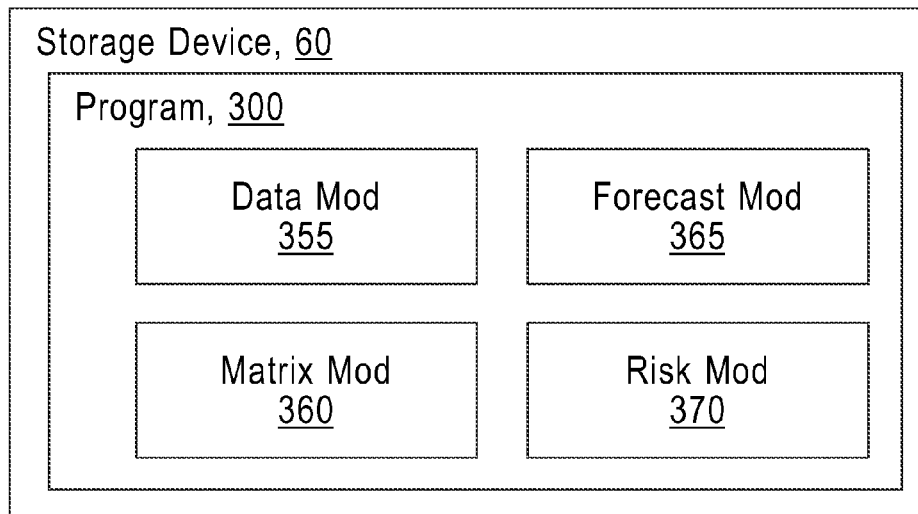 Storage Device, 60
Program, 300
Data Mod
355
Forecast Mod
365
Matrix Mod
360
Risk Mod
370